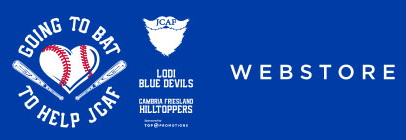 GOING TO BAT
TO HELP JCAF
JCAF
LODI
BLUE DEVILS
CAMBRIA FRIESLAND
HILLTOPPERS
Sponsored by
TOP PROMOTIONS
WEBSTORE